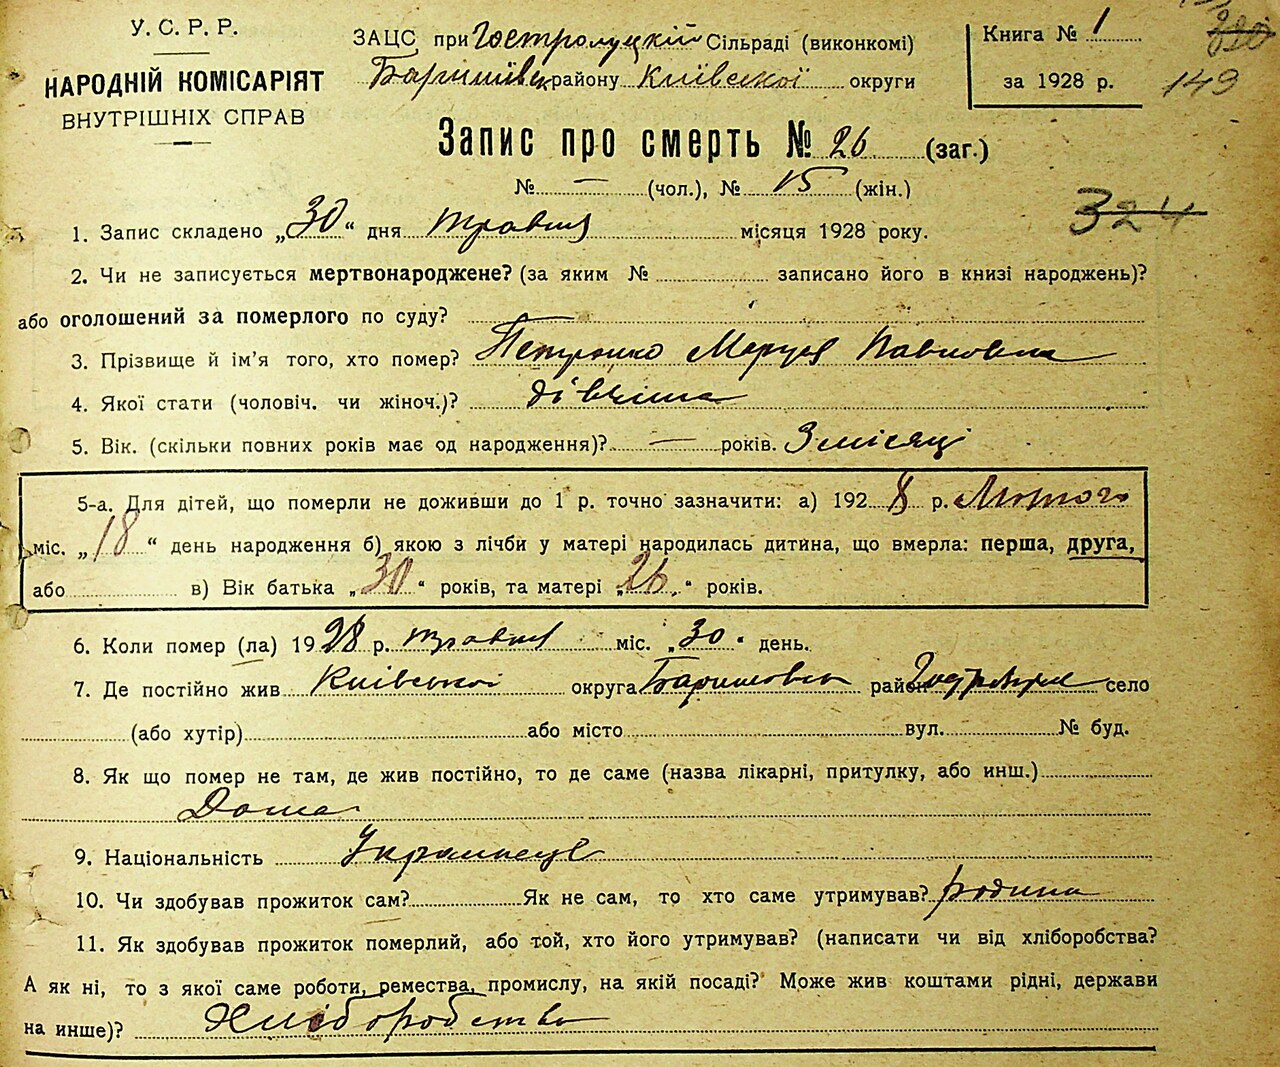 У. С. Р. Р.
НАРОДНІЙ КОМІСАРІЯТ
ВНУТРІШНІХ СПРАВ
ЗАЦС при Гостролуцкій Сільраді (виконкомі)
Баришівськ району Київської округи
Книга № 1
за 1928 р.
149
Запис про смерть № 26 (заг.)
№ — (чол.), № 15 (жін.)
324
1. Запис складено „30“ дня травня місяця 1928 року.
2. Чи не записується мертвонароджене? (за яким № записано його в книзі народжень)?
або оголошений за померлого по суду?
3. Прізвище й ім'я того, хто помер? Петренко Маруся Павловна
4. Якої стати (чоловіч. чи жіноч.)? дівчина
5. Вік. (скільки повних років має од народження)? — років. 3 місяці
5-а. Для дітей, що померли не доживши до 1 р. точно зазначити: а) 1928 р. Лютого
міс. „18“ день народження б) якою з лічби у матері народилась дитина, що вмерла: перша, друга,
або в) Вік батька „30“ років, та матері „26“ років.
6. Коли помер (ла) 1928 р. травня міс. „30“ день.
7. Де постійно жив Київської округа Баришовськ район село
(або хутір) або місто вул. № буд.
8. Як що помер не там, де жив постійно, то де саме (назва лікарні, притулку, або инш.)
Дома
9. Національність Українець
10. Чи здобував прожиток сам? Як не сам, то хто саме утримував? родина
11. Як здобував прожиток померлий, або той, хто його утримував? (написати чи від хліборобства?
А як ні, то з якої саме роботи, ремества, промислу, на якій посаді? Може жив коштами рідні, держави
на инше)? Хліборобство